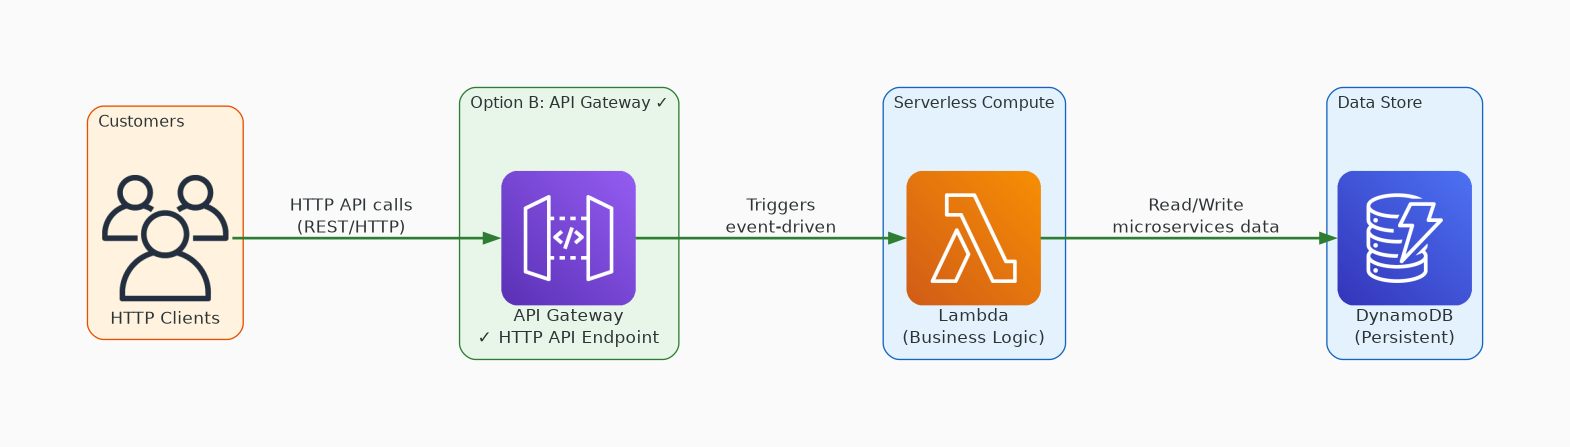 Customers
HTTP Clients
HTTP API calls
(REST/HTTP)
Option B: API Gateway ✓
</>
API Gateway
✓ HTTP API Endpoint
Triggers
event-driven
Serverless Compute
Lambda
(Business Logic)
Read/Write
microservices data
Data Store
DynamoDB
(Persistent)